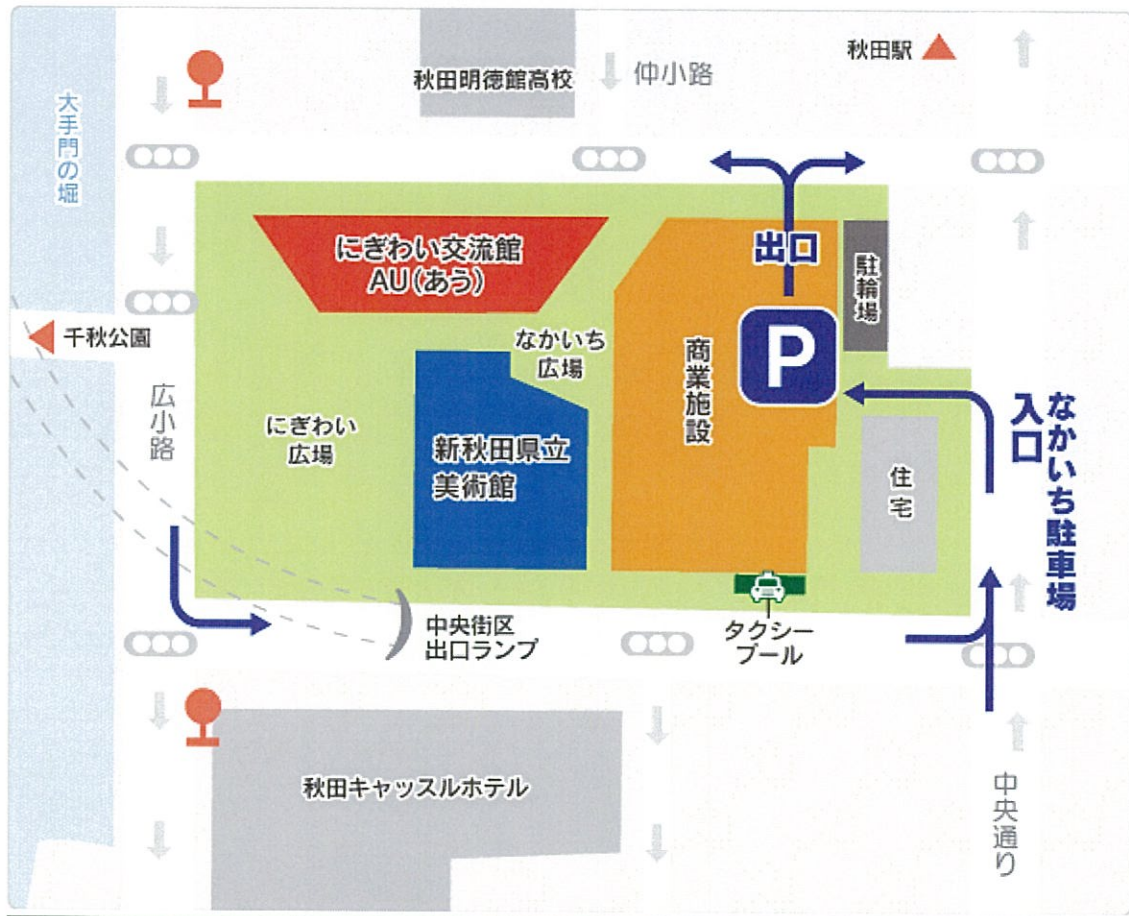 秋田駅
秋田明徳館高校
仲小路
大手門の堀
にぎわい交流館
AU(あう)
出口
駐輪場
千秋公園
なかいち
広場
P
商業施設
広小路
にぎわい
広場
新秋田県立
美術館
住宅
なかいち駐車場
入口
中央街区
出口ランプ
タクシー
プール
秋田キャッスルホテル
中央通り